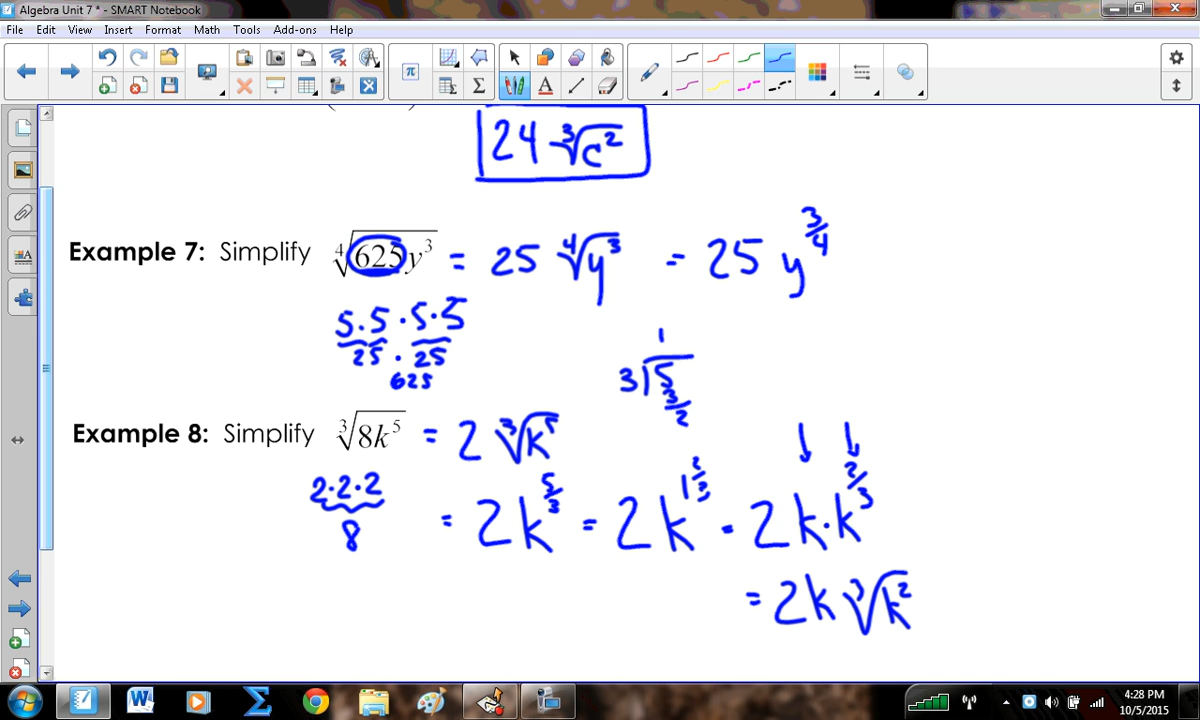 Algebra Unit 7 * - SMART Notebook
File Edit View Insert Format Math Tools Add-ons Help
24 ∛c²
Example 7: Simplify ∜625y³ = 25 ∜y³ = 25 y^(3/4)
5·5·5·5
25 · 25
625
1
3 5
3
2
Example 8: Simplify ∛8k⁵ = 2 ∛k⁵
2·2·2
8
= 2k^(5/3) = 2k^(1 2/3) = 2k·k^(2/3)
= 2k ∛k²
4:28 PM
10/5/2015